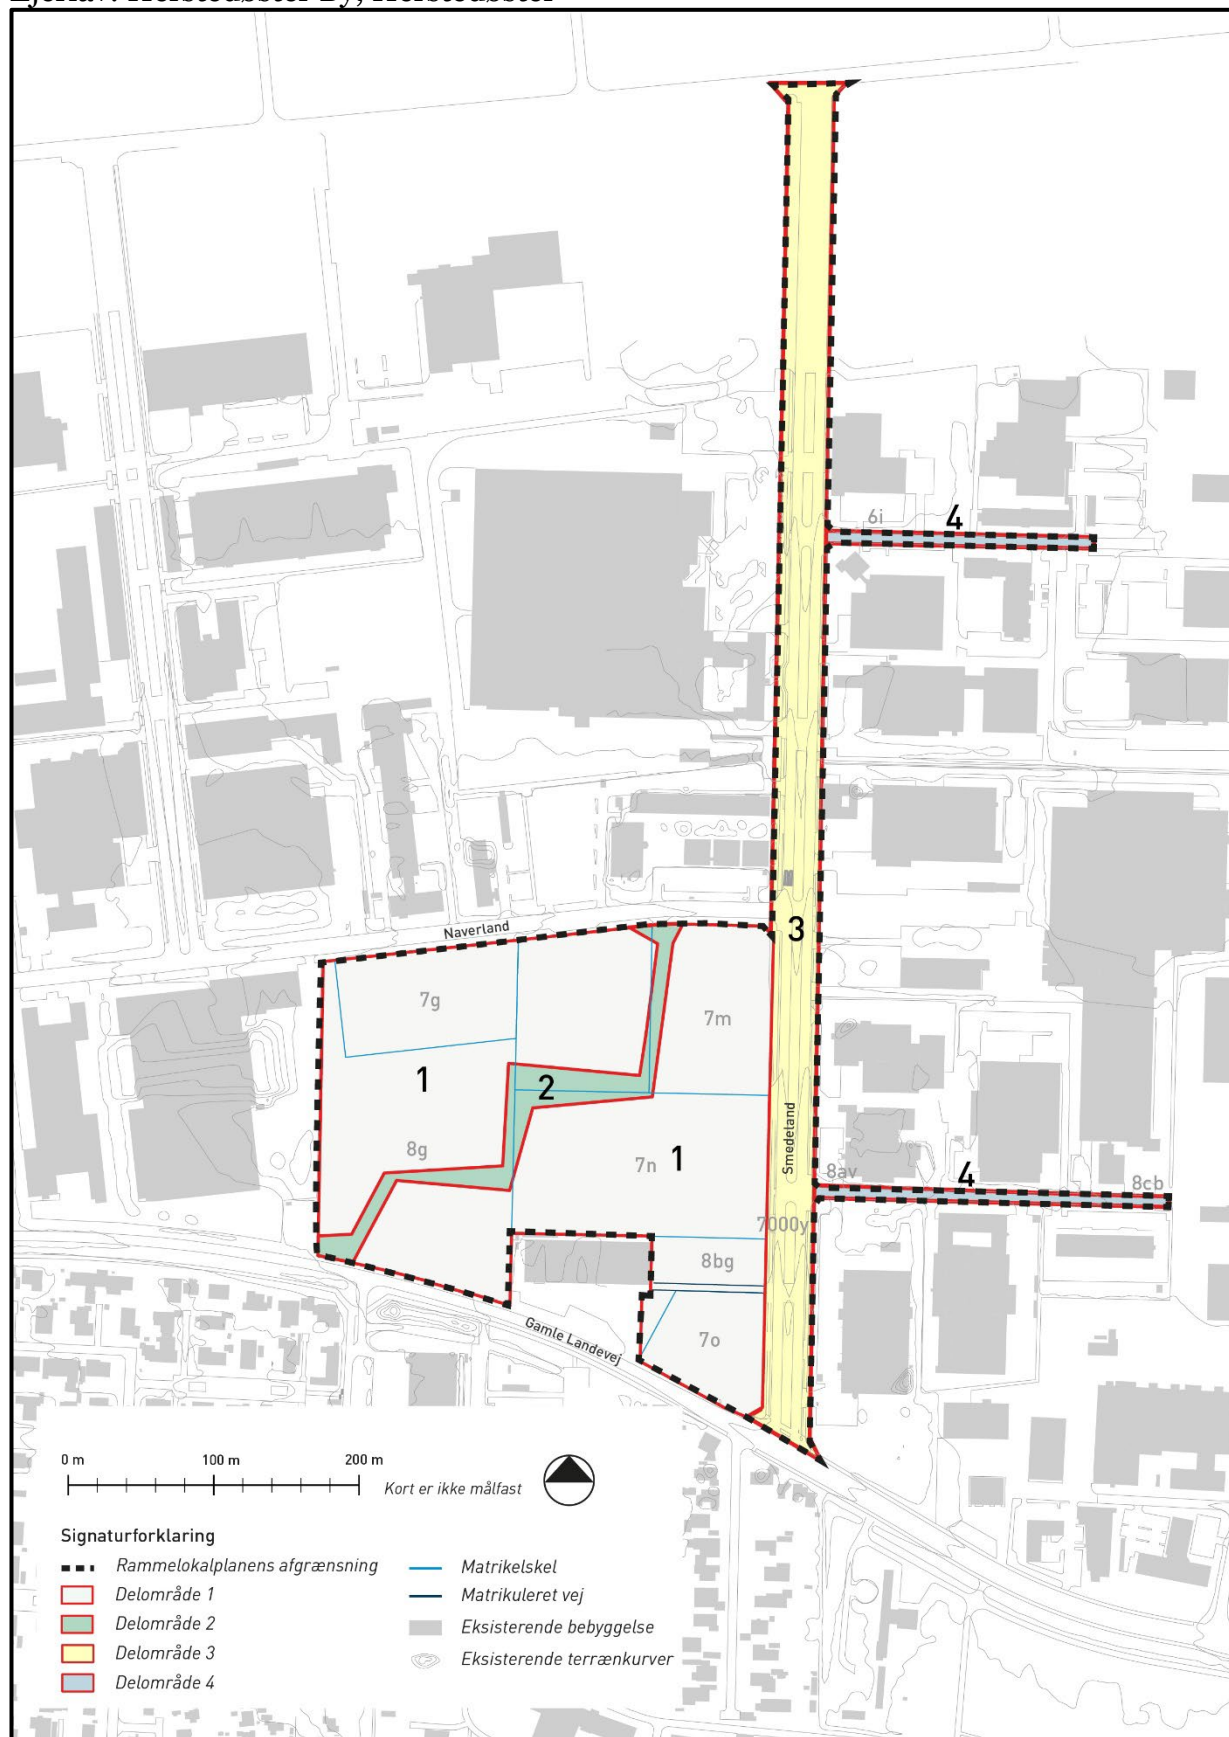 Ejerlav: Herstedøster By, Herstedøster
6i
4
3
Naverland
7g
7m
1
2
8g
7n
1
Smedeland
8av
4
8cb
7000y
8bg
Gamle Landevej
7o
0 m 100 m 200 m
Kort er ikke målfast
Signaturforklaring
Rammelokalplanens afgrænsning
Delområde 1
Delområde 2
Delområde 3
Delområde 4
Matrikelskel
Matrikuleret vej
Eksisterende bebyggelse
Eksisterende terrænkurver